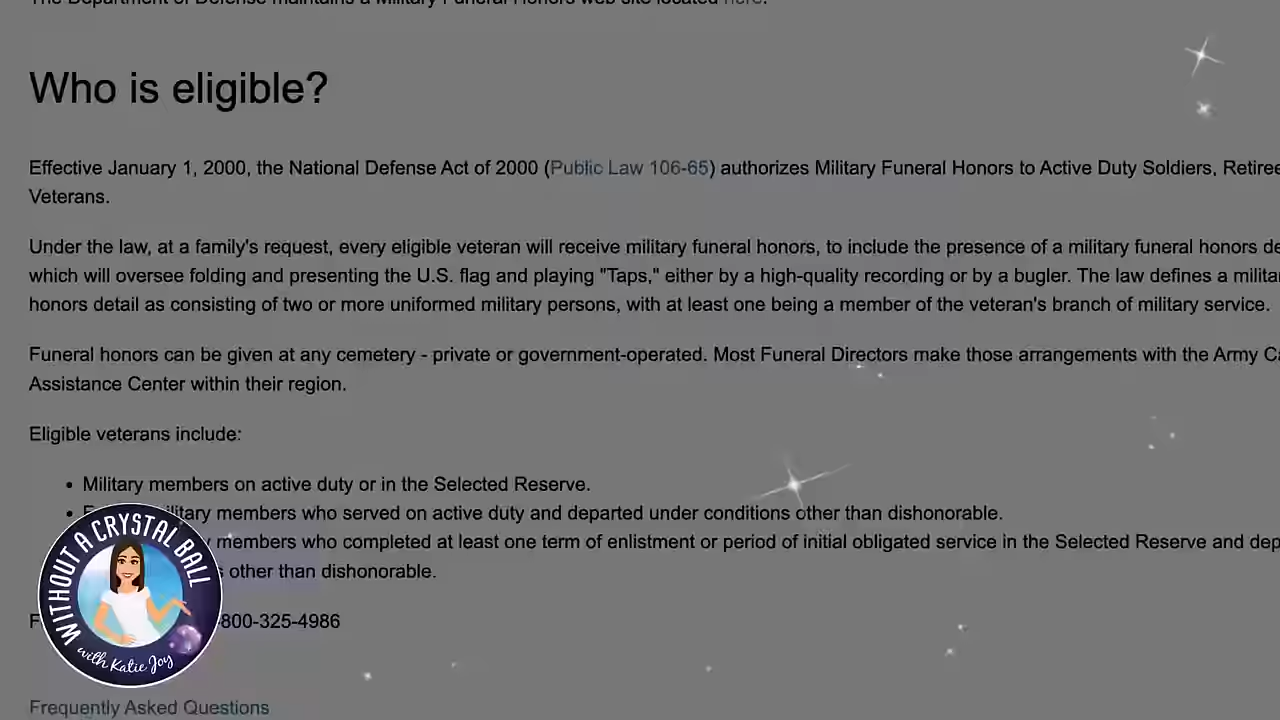 The Department of Defense maintains a Military Funeral Honors web site located here.
Who is eligible?
Effective January 1, 2000, the National Defense Act of 2000 (Public Law 106-65) authorizes Military Funeral Honors to Active Duty Soldiers,
Veterans.
Under the law, at a family's request, every eligible veteran will receive military funeral honors, to include the presence of a military funeral honors
which will oversee folding and presenting the U.S. flag and playing "Taps," either by a high-quality recording or by a bugler. The law defines a
honors detail as consisting of two or more uniformed military persons, with at least one being a member of the veteran's branch of military service.
Funeral honors can be given at any cemetery - private or government-operated. Most Funeral Directors make those arrangements with the Army
Assistance Center within their region.
Eligible veterans include:
• Military members on active duty or in the Selected Reserve.
• military members who served on active duty and departed under conditions other than dishonorable.
members who completed at least one term of enlistment or period of initial obligated service in the Selected Reserve and
other than dishonorable.
-800-325-4986
WITHOUT A CRYSTAL BALL
with Katie Joy
Frequently Asked Questions